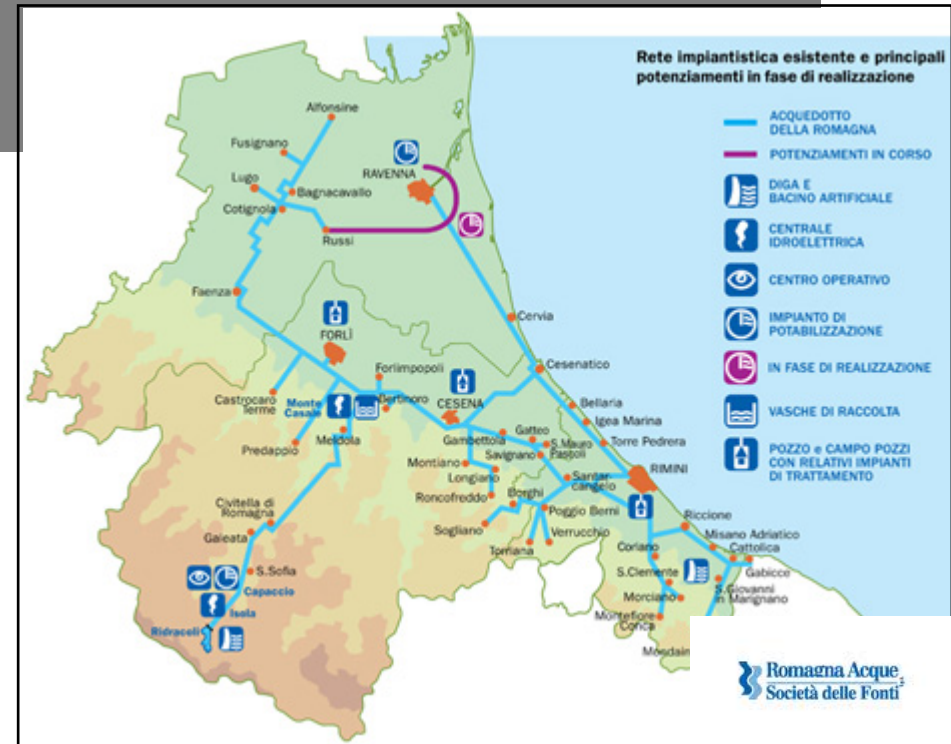 Rete impiantistica esistente e principali
potenziamenti in fase di realizzazione
ACQUEDOTTO
DELLA ROMAGNA
POTENZIAMENTI IN CORSO
DIGA E
BACINO ARTIFICIALE
CENTRALE
IDROELETTRICA
CENTRO OPERATIVO
IMPIANTO DI
POTABILIZZAZIONE
IN FASE DI REALIZZAZIONE
VASCHE DI RACCOLTA
POZZO e CAMPO POZZI
CON RELATIVI IMPIANTI
DI TRATTAMENTO
Alfonsine
Fusignano
Lugo
Bagnacavallo
Cotignola
RAVENNA
Russi
Faenza
Cervia
FORLÌ
Cesenatico
Forlimpopoli
Castrocaro
Terme
Monte
Casale
Bertinoro
CESENA
Bellaria
Igea Marina
Predappio
Meldola
Gambettola
Gatteo
S.Mauro
Pascoli
Savignano
Torre Pedrera
Montiano
Longiano
Santar-
cangelo
RIMINI
Roncofreddo
Borghi
Poggio Berni
Civitella di
Romagna
Sogliano
Torriana
Verrucchio
Riccione
Galeata
Coriano
Misano Adriatico
Cattolica
S.Sofia
S.Clemente
Gabicce
Capaccio
Morciano
S.Giovanni
in Marignano
Isola
Montefiore
Conca
Ridracoli
Mondain
Romagna Acque
Società delle Fonti